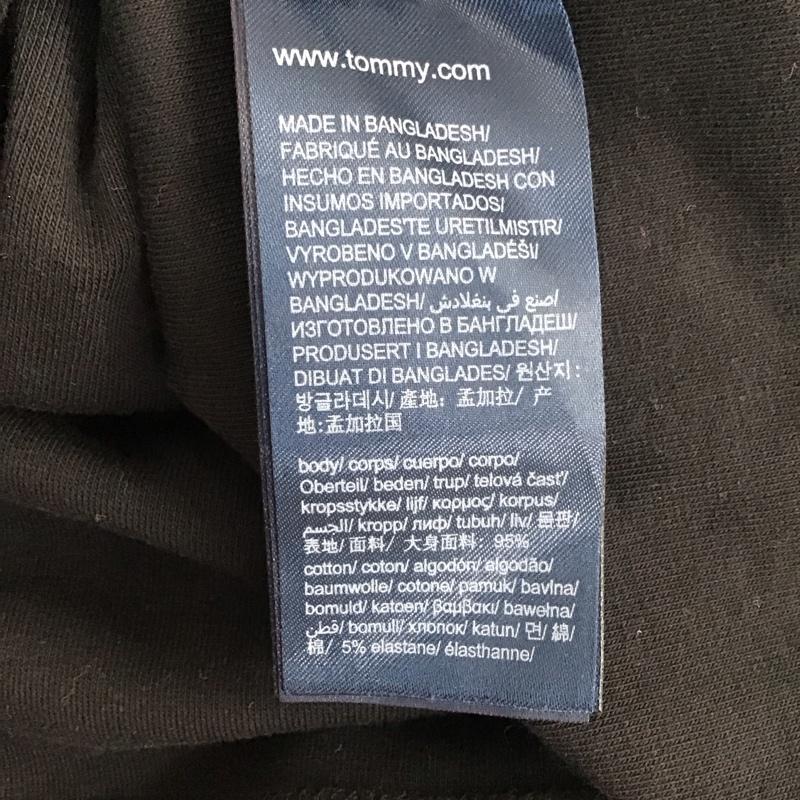 www.tommy.com
MADE IN BANGLADESH/
FABRIQUÉ AU BANGLADESH/
HECHO EN BANGLADESH CON
INSUMOS IMPORTADOS/
BANGLADES'TE URETILMISTIR/
VYROBENO V BANGLADÉŠI/
WYPRODUKOWANO W
BANGLADESH/ صنع في بنغلادش/
ИЗГОТОВЛЕНО В БАНГЛАДЕШ/
PRODUSERT I BANGLADESH/
DIBUAT DI BANGLADES/ 원산지:
방글라데시/ 產地: 孟加拉/ 产
地:孟加拉国
body/ corps/ cuerpo/ corpo/
Oberteil/ beden/ trup/ telová časť/
kropsstykke/ lijf/ κορμος/ korpus/
الجسم/ kropp/ лиф/ tubuh/ liv/ 몸판/
表地/ 面料/ 大身面料: 95%
cotton/ coton/ algodón/ algodão/
baumwolle/ cotone/ pamuk/ bavlna/
bomuld/ katoen/ βαμβακι/ bawełna/
قطن/ bomull/ хлопок/ katun/ 면/ 綿/
棉/ 5% elastane/ élasthanne/